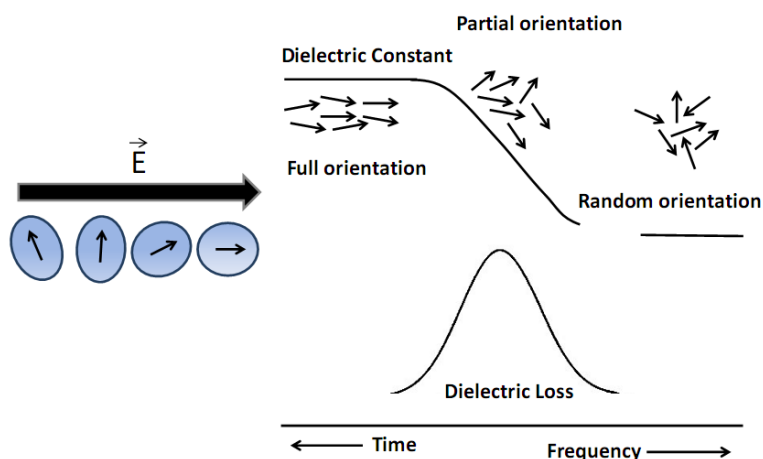 Partial orientation
Dielectric Constant
E
Full orientation
Random orientation
Dielectric Loss
Time
Frequency